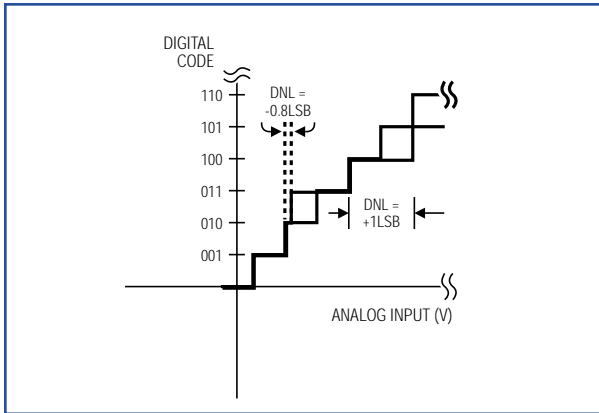 DIGITAL
CODE
110
101
100
011
010
001
DNL =
-0.8LSB
DNL =
+1LSB
ANALOG INPUT (V)